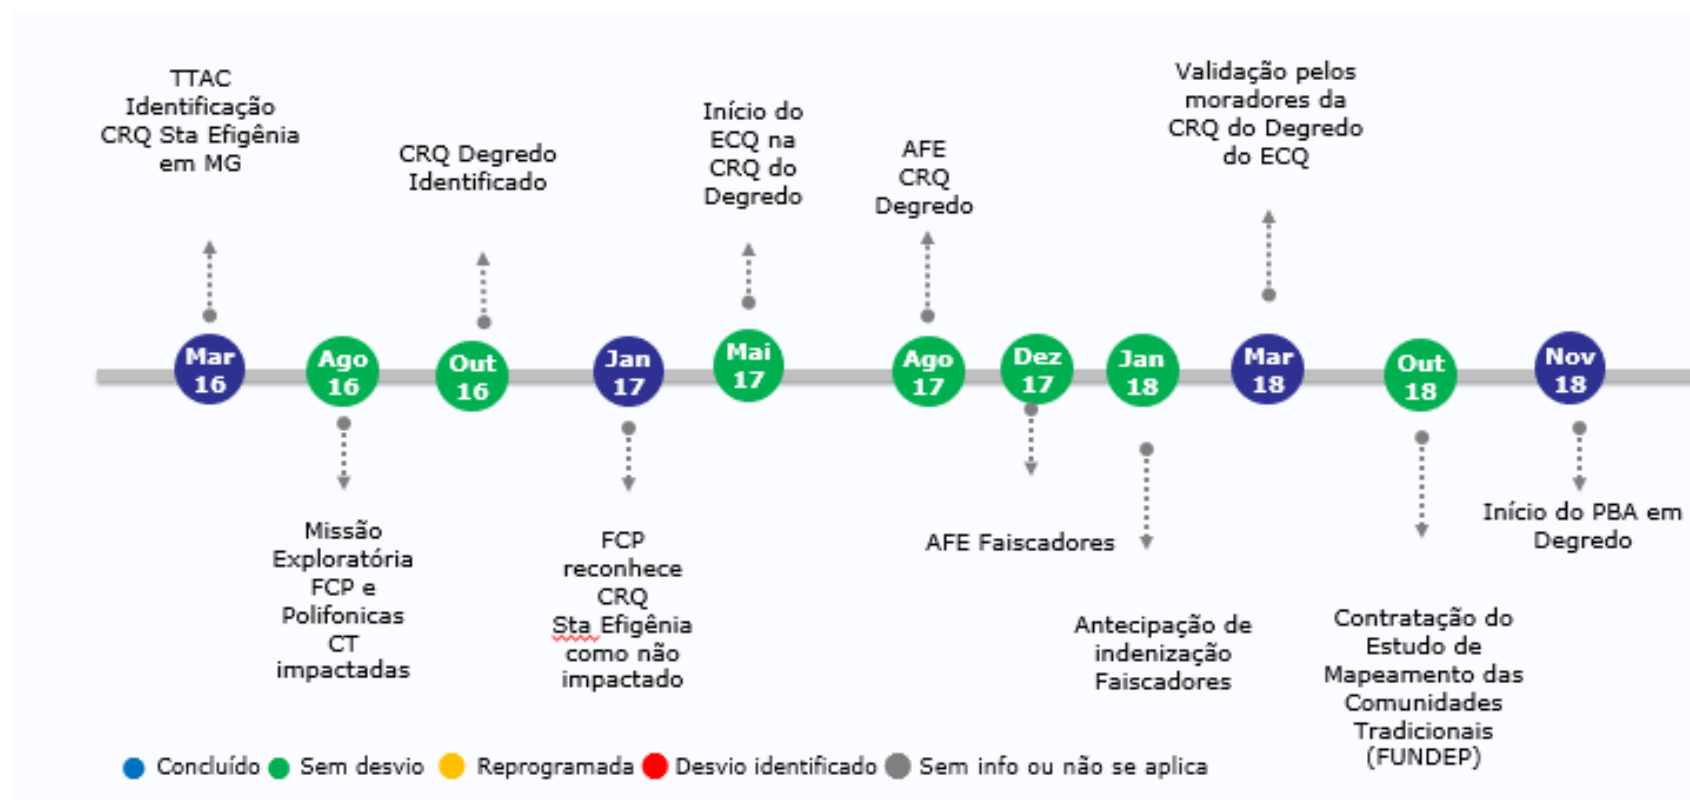 TTAC
Identificação
CRQ Sta Efigênia
em MG
CRQ Degredo
Identificado
Início do
ECQ na
CRQ do
Degredo
AFE
CRQ
Degredo
Validação pelos
moradores da
CRQ do Degredo
do ECQ
Mar
16
Ago
16
Out
16
Jan
17
Mai
17
Ago
17
Dez
17
Jan
18
Mar
18
Out
18
Nov
18
Missão
Exploratória
FCP e
Polifonicas
CT
impactadas
FCP
reconhece
CRQ
Sta Efigênia
como não
impactado
AFE Faiscadores
Antecipação de
indenização
Faiscadores
Contratação do
Estudo de
Mapeamento das
Comunidades
Tradicionais
(FUNDEP)
Início do PBA em
Degredo
Concluído
Sem desvio
Reprogramada
Desvio identificado
Sem info ou não se aplica